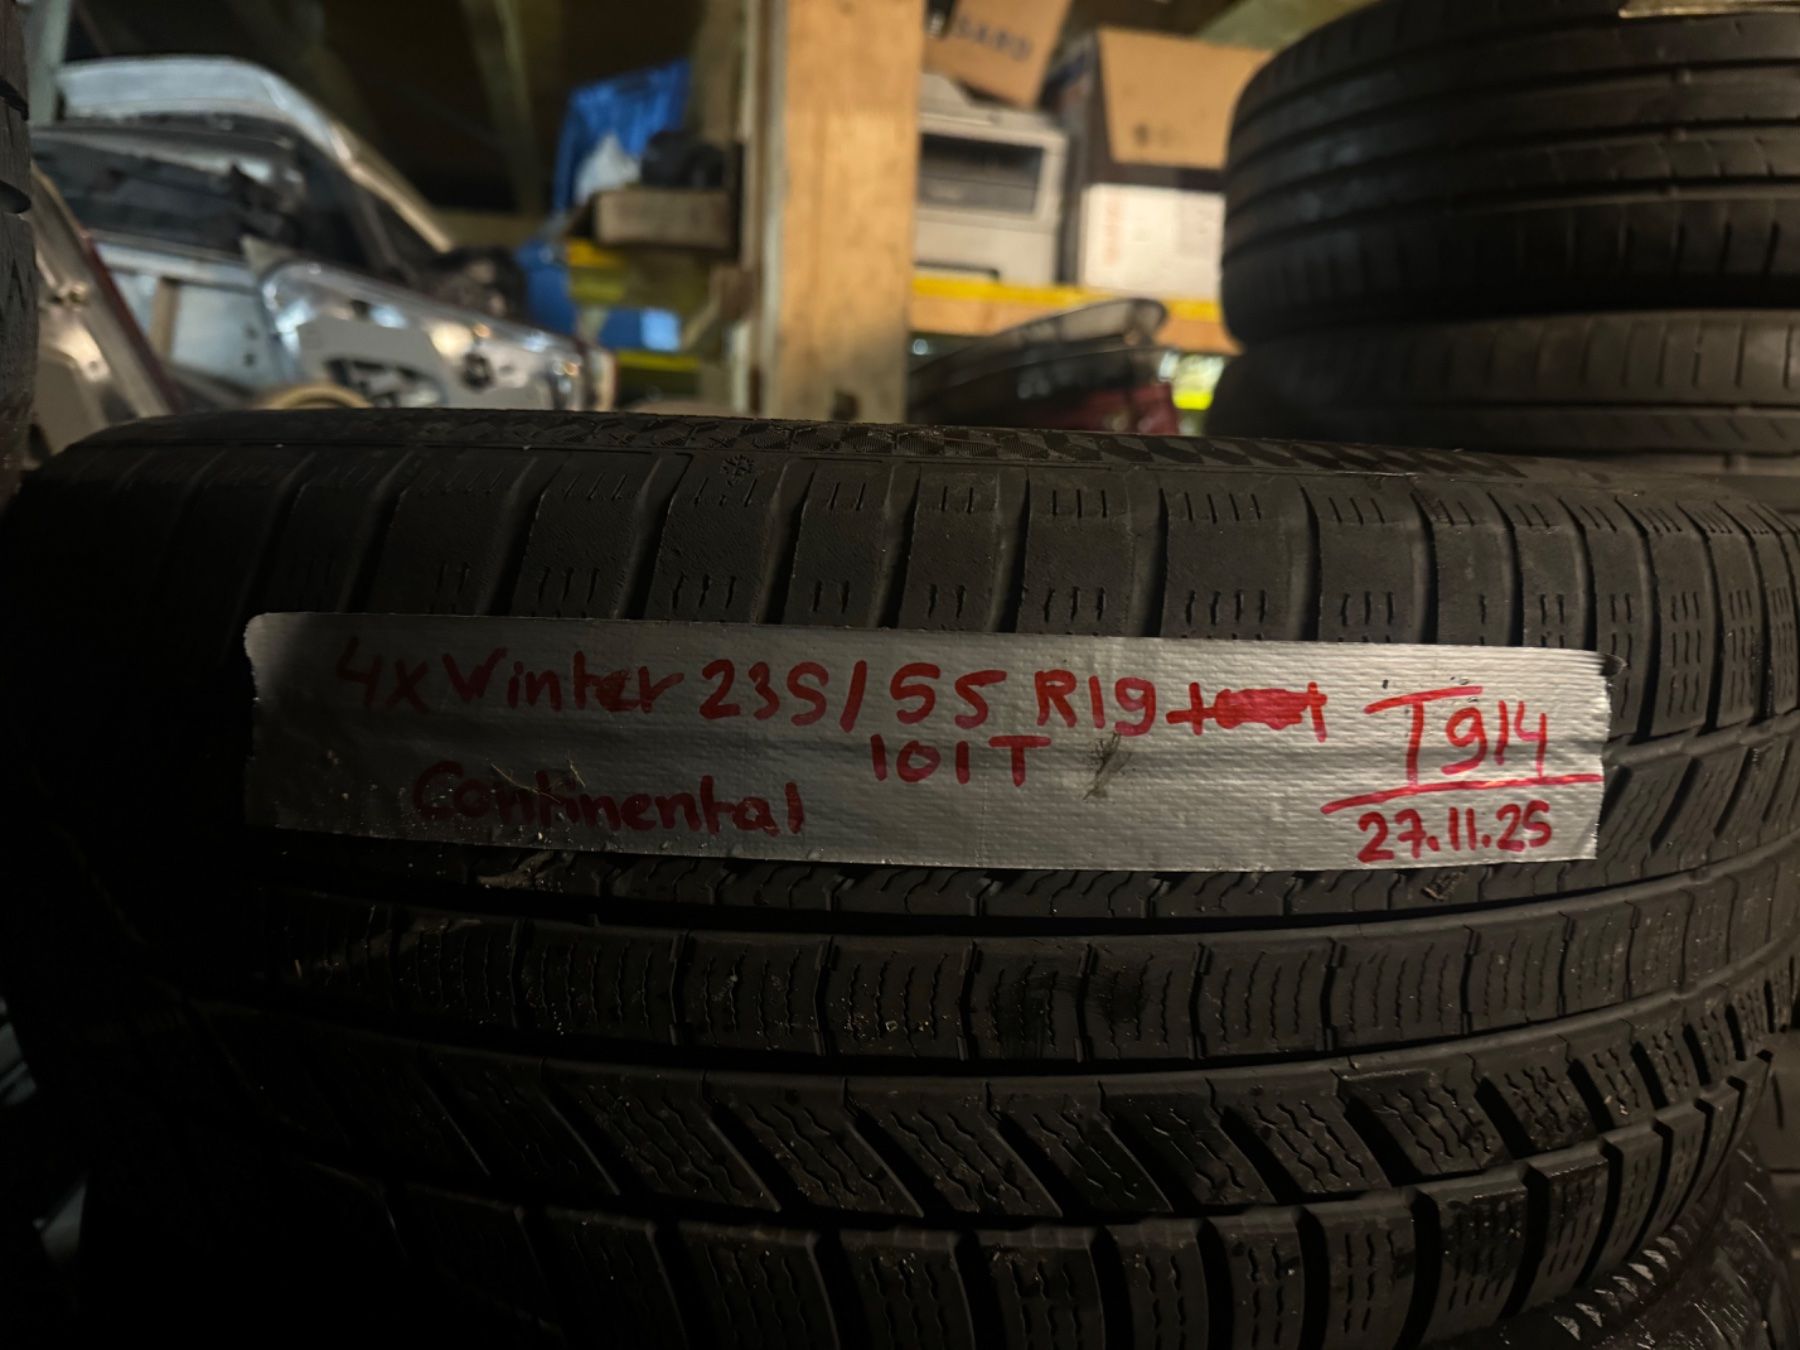 4x Winter 235/55 R19 T914
101T
Continental 27.11.25